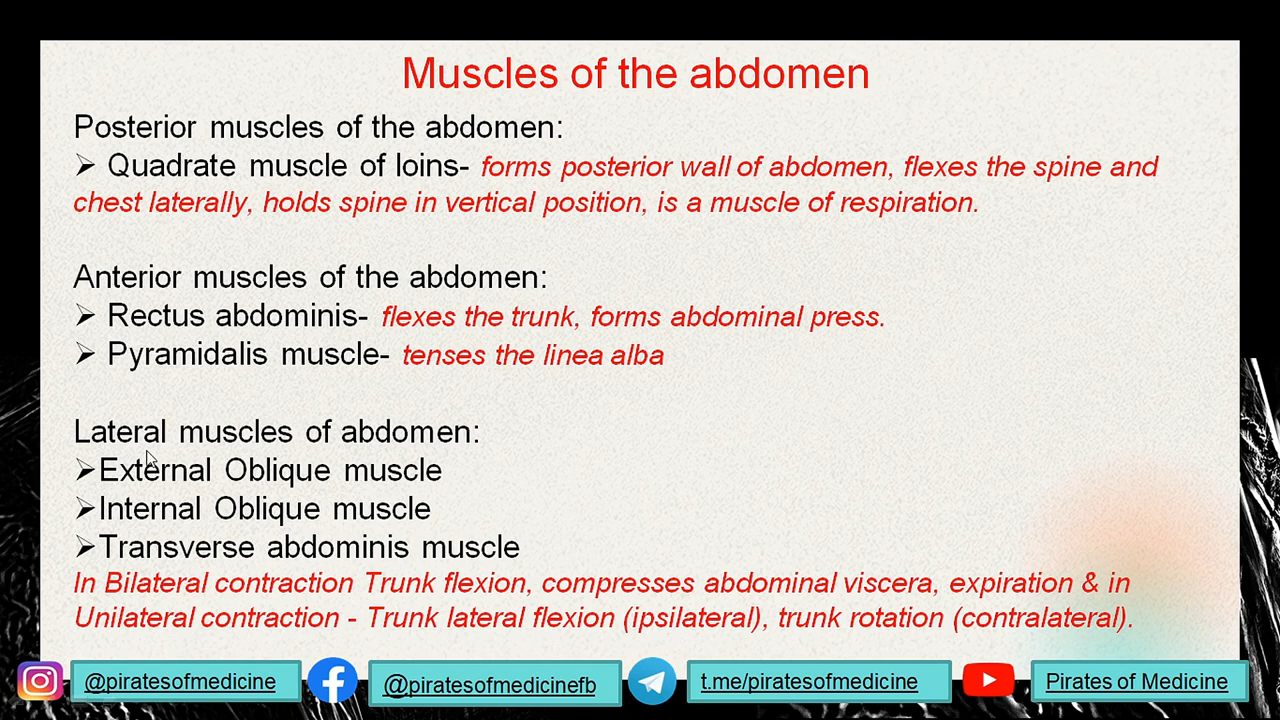 Muscles of the abdomen
Posterior muscles of the abdomen:
➢ Quadrate muscle of loins- forms posterior wall of abdomen, flexes the spine and
chest laterally, holds spine in vertical position, is a muscle of respiration.
Anterior muscles of the abdomen:
➢ Rectus abdominis- flexes the trunk, forms abdominal press.
➢ Pyramidalis muscle- tenses the linea alba
Lateral muscles of abdomen:
➢External Oblique muscle
➢Internal Oblique muscle
➢Transverse abdominis muscle
In Bilateral contraction Trunk flexion, compresses abdominal viscera, expiration & in
Unilateral contraction - Trunk lateral flexion (ipsilateral), trunk rotation (contralateral).
@piratesofmedicine @piratesofmedicinefb t.me/piratesofmedicine Pirates of Medicine